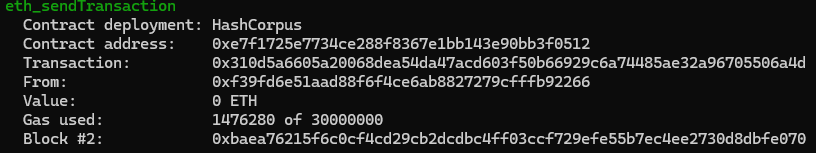 eth_sendTransaction
Contract deployment: HashCorpus
Contract address: 0xe7f1725e7734ce288f8367e1bb143e90bb3f0512
Transaction: 0x310d5a6605a20068dea54da47acd603f50b66929c6a74485ae32a96705506a4d
From: 0xf39fd6e51aad88f6f4ce6ab8827279cfffb92266
Value: 0 ETH
Gas used: 1476280 of 30000000
Block #2: 0xbaea76215f6c0cf4cd29cb2dcdbc4ff03ccf729efe55b7ec4ee2730d8dbfe070